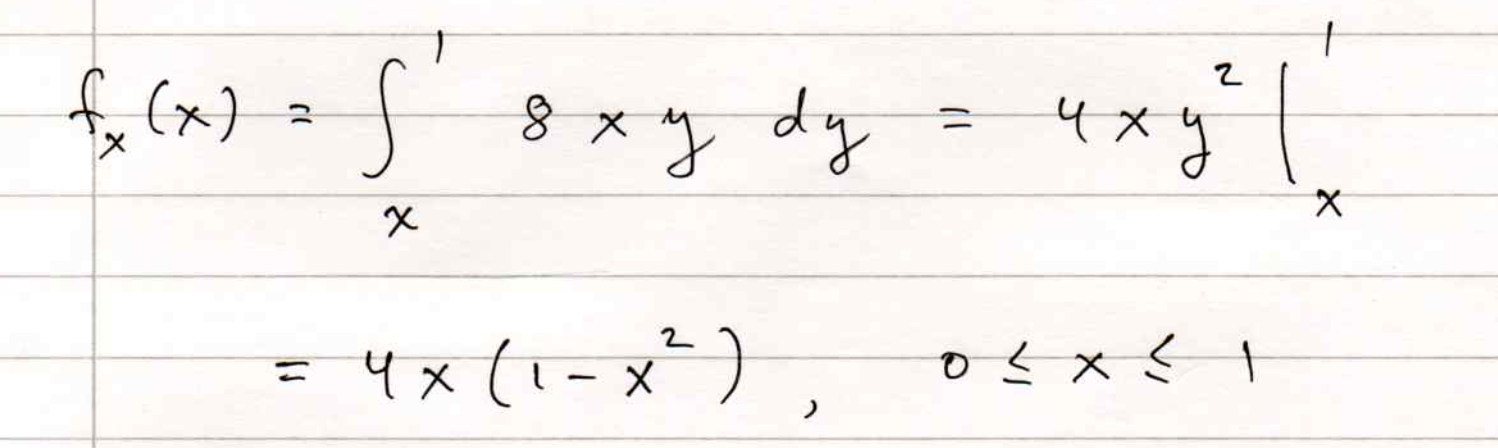 f_x(x) = ∫_x^1 8xy dy = 4xy²|_x^1
= 4x(1-x²), 0 ≤ x ≤ 1